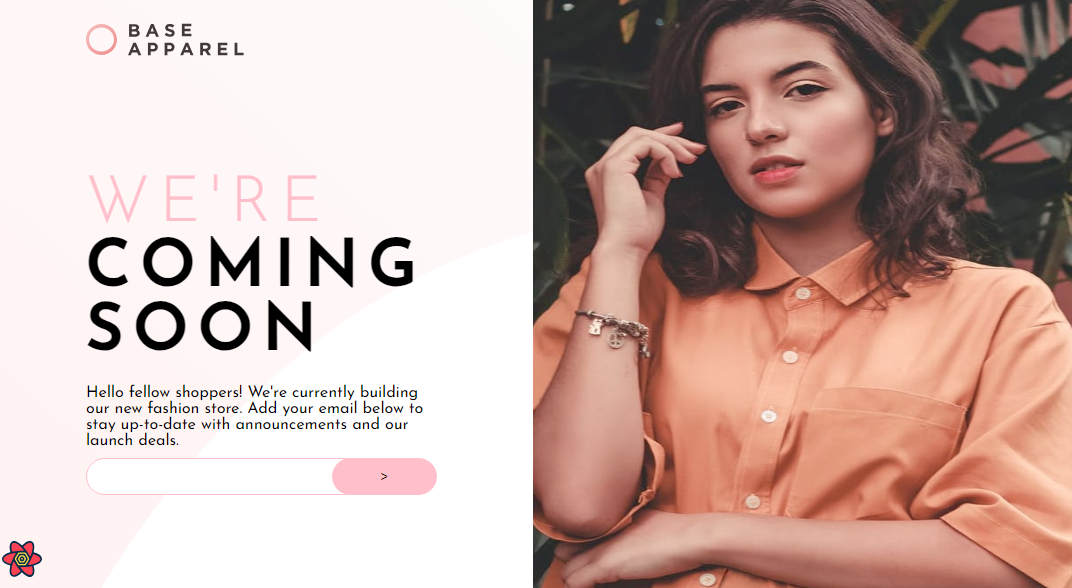 BASE
APPAREL
WE'RE
COMING
SOON
Hello fellow shoppers! We're currently building
our new fashion store. Add your email below to
stay up-to-date with announcements and our
launch deals.
>